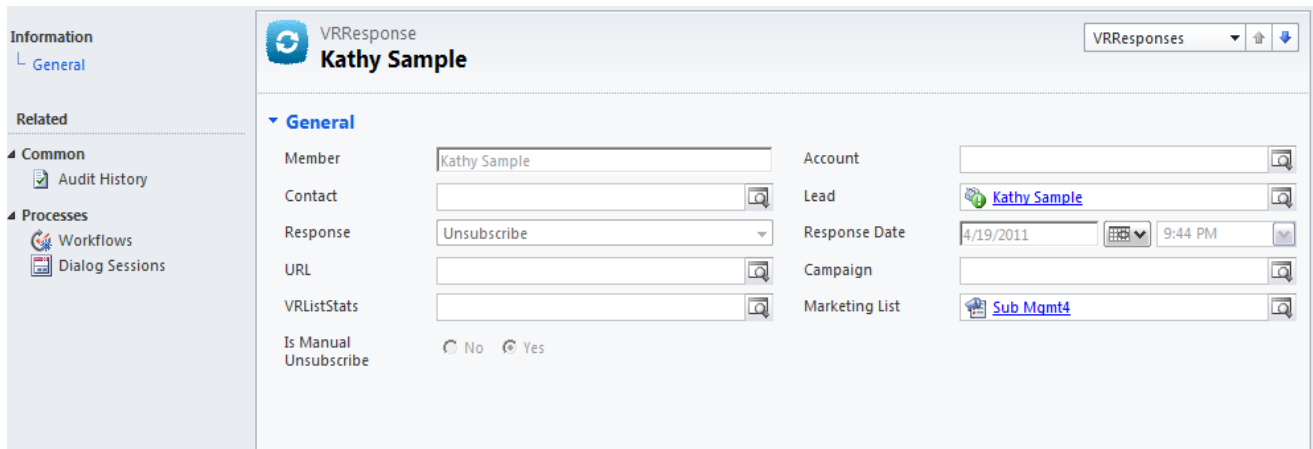 Information
General
Related
Common
Audit History
Processes
Workflows
Dialog Sessions
VRResponse
Kathy Sample
VRResponses
General
Member Kathy Sample Account
Contact Lead Kathy Sample
Response Unsubscribe Response Date 4/19/2011 9:44 PM
URL Campaign
VRListStats Marketing List Sub Mgmt4
Is Manual
Unsubscribe No Yes